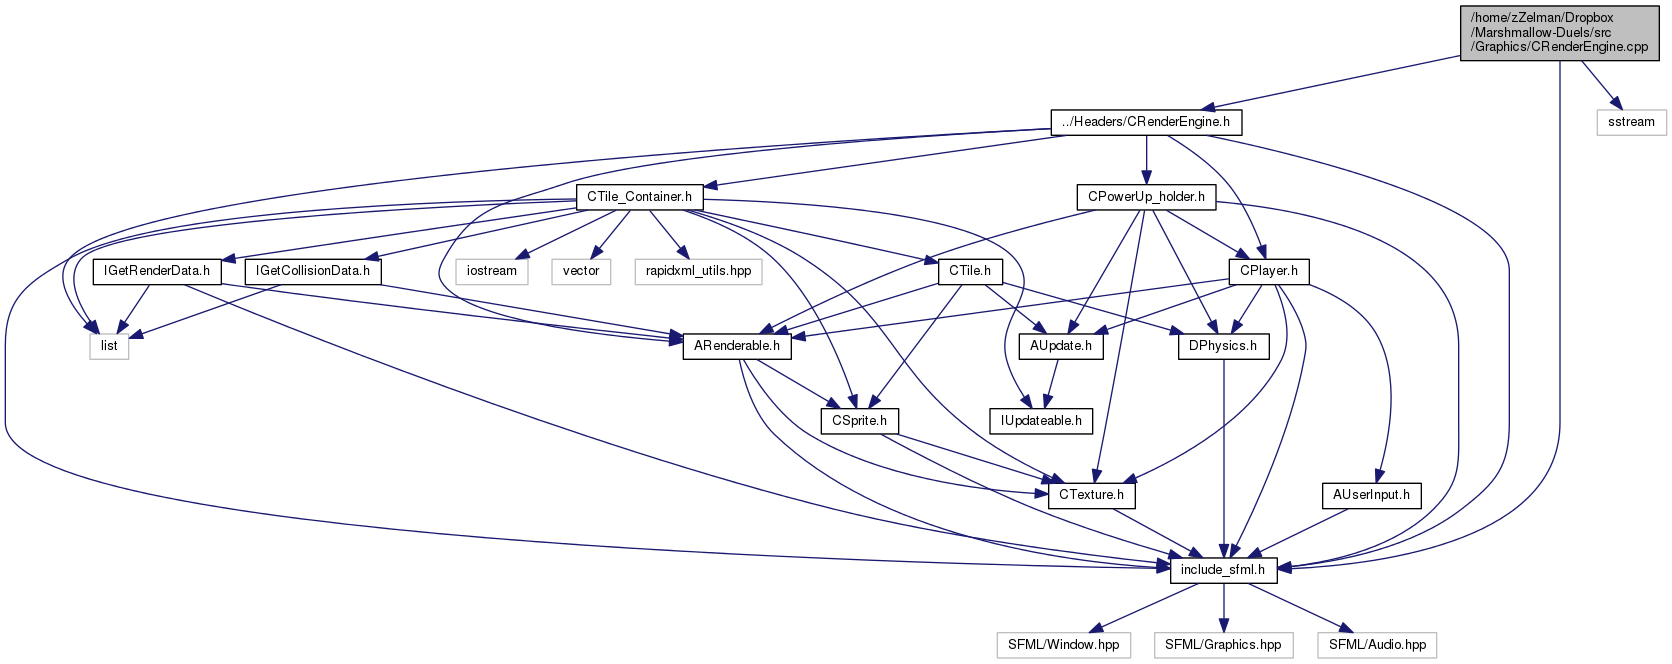 /home/zZelman/Dropbox
/Marshmallow-Duels/src
/Graphics/CRenderEngine.cpp
../Headers/CRenderEngine.h
sstream
CTile_Container.h
CPowerUp_holder.h
IGetRenderData.h
IGetCollisionData.h
iostream
vector
rapidxml_utils.hpp
CTile.h
CPlayer.h
list
ARenderable.h
AUpdate.h
DPhysics.h
CSprite.h
IUpdateable.h
CTexture.h
AUserInput.h
include_sfml.h
SFML/Window.hpp
SFML/Graphics.hpp
SFML/Audio.hpp